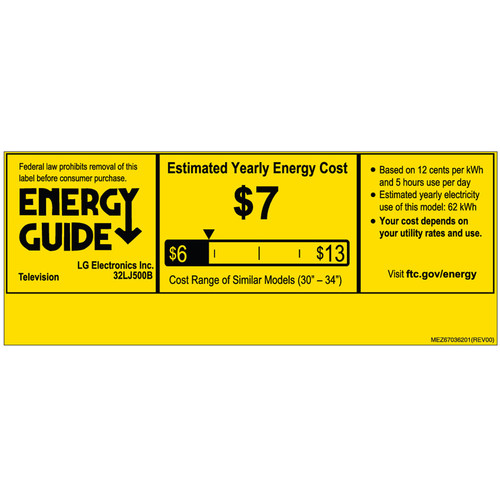 Federal law prohibits removal of this
label before consumer purchase.
ENERGY
GUIDE
LG Electronics Inc.
Television 32LJ500B
Estimated Yearly Energy Cost
$7
$6 $13
Cost Range of Similar Models (30" – 34")
• Based on 12 cents per kWh
and 5 hours use per day
• Estimated yearly electricity
use of this model: 62 kWh
• Your cost depends on
your utility rates and use.
Visit ftc.gov/energy
MEZ67036201(REV00)